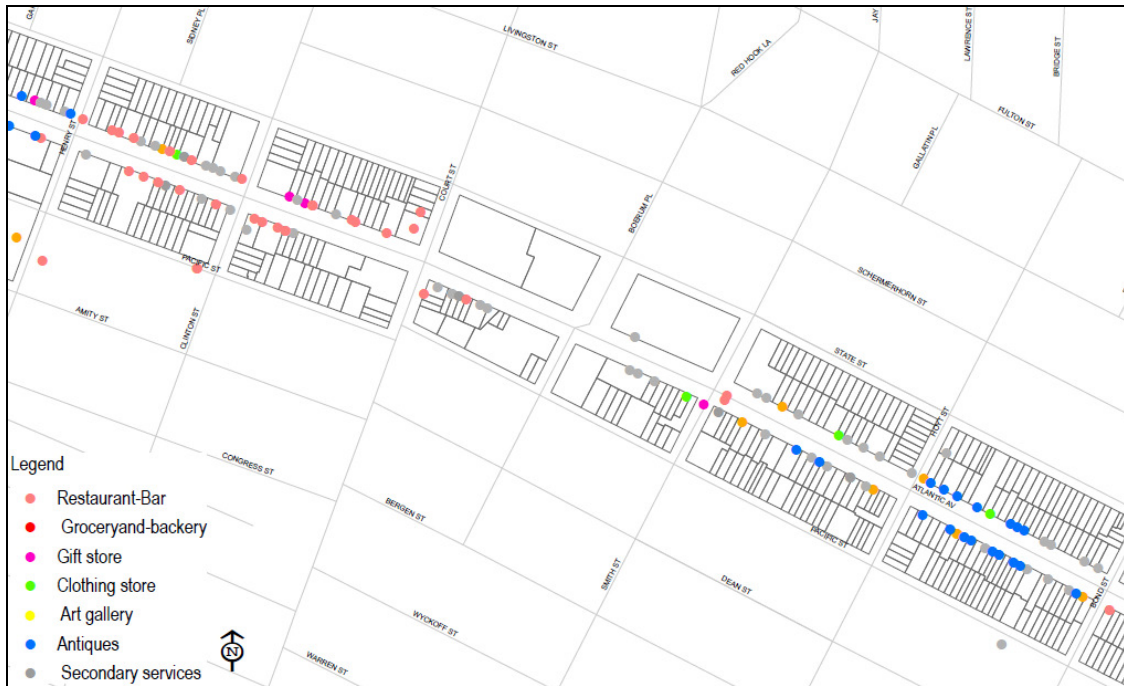 GA
SIDNEY PL
LIVINGSTON ST
RED HOOK LA
JAY
LAWRENCE ST
BRIDGE ST
FULTON ST
GALLATIN PL
HENRY ST
COURT ST
BOERUM PL
SCHERMERHORN ST
PACIFIC ST
AMITY ST
CLINTON ST
STATE ST
HOYT ST
CONGRESS ST
ATLANTIC AV
BERGEN ST
PACIFIC ST
SMITH ST
DEAN ST
BOND ST
WYCKOFF ST
WARREN ST
Legend
Restaurant-Bar
Groceryand-backery
Gift store
Clothing store
Art gallery
Antiques
Secondary services
N